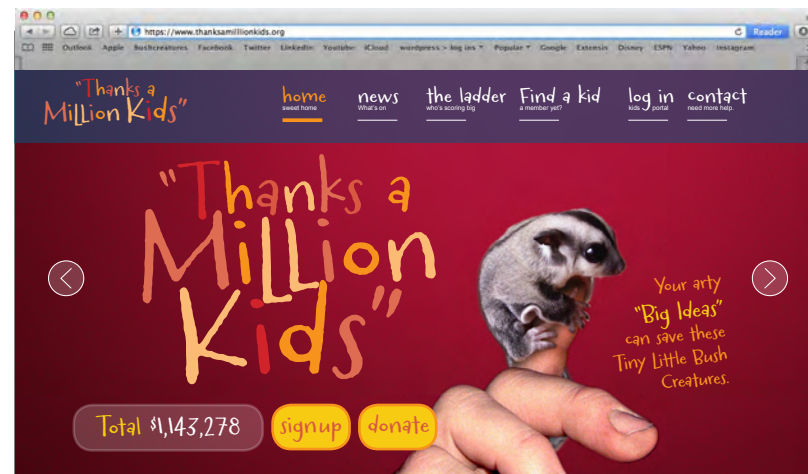 https://www.thanksamilllionkids.org
Reader
Outlook Apple bushcreatures Facebook Twitter LinkedIn Youtube iCloud wordpress > log ins Popular Google Extensis Disney ESPN Yahoo Instagram
"Thanks a
Million Kids"
home
sweet home
news
What's on
the ladder
who's scoring big
Find a kid
a member yet?
log in
kids portal
contact
need more help.
"Thanks a
Million
Kids"
Your arty
"Big Ideas"
can save these
Tiny Little Bush
Creatures.
Total $1,143,278
signup
donate